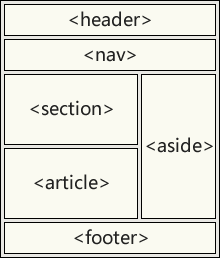 <header>
<nav>
<section>
<aside>
<article>
<footer>